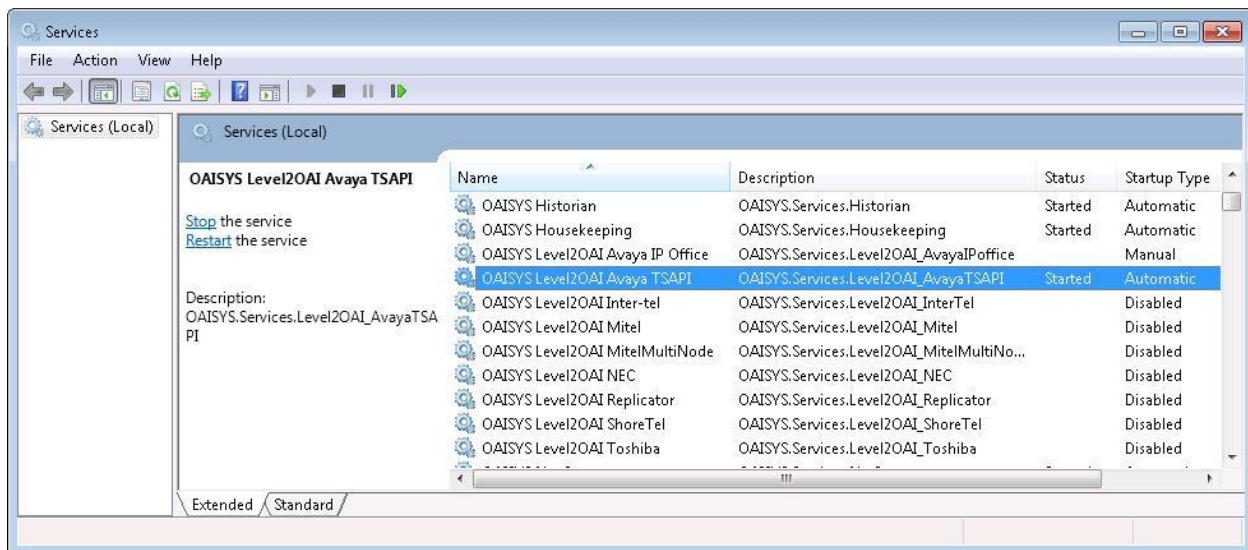 Services
File Action View Help
Services (Local)
Services (Local)
OAISYS Level2OAI Avaya TSAPI
Stop the service
Restart the service
Description:
OAISYS.Services.Level2OAI_AvayaTSA
PI
Name Description Status Startup Type
OAISYS Historian OAISYS.Services.Historian Started Automatic
OAISYS Housekeeping OAISYS.Services.Housekeeping Started Automatic
OAISYS Level2OAI Avaya IP Office OAISYS.Services.Level2OAI_AvayaIPoffice Manual
OAISYS Level2OAI Avaya TSAPI OAISYS.Services.Level2OAI_AvayaTSAPI Started Automatic
OAISYS Level2OAI Inter-tel OAISYS.Services.Level2OAI_InterTel Disabled
OAISYS Level2OAI Mitel OAISYS.Services.Level2OAI_Mitel Disabled
OAISYS Level2OAI MitelMultiNode OAISYS.Services.Level2OAI_MitelMultiNo... Disabled
OAISYS Level2OAI NEC OAISYS.Services.Level2OAI_NEC Disabled
OAISYS Level2OAI Replicator OAISYS.Services.Level2OAI_Replicator Disabled
OAISYS Level2OAI ShoreTel OAISYS.Services.Level2OAI_ShoreTel Disabled
OAISYS Level2OAI Toshiba OAISYS.Services.Level2OAI_Toshiba Disabled
Extended Standard